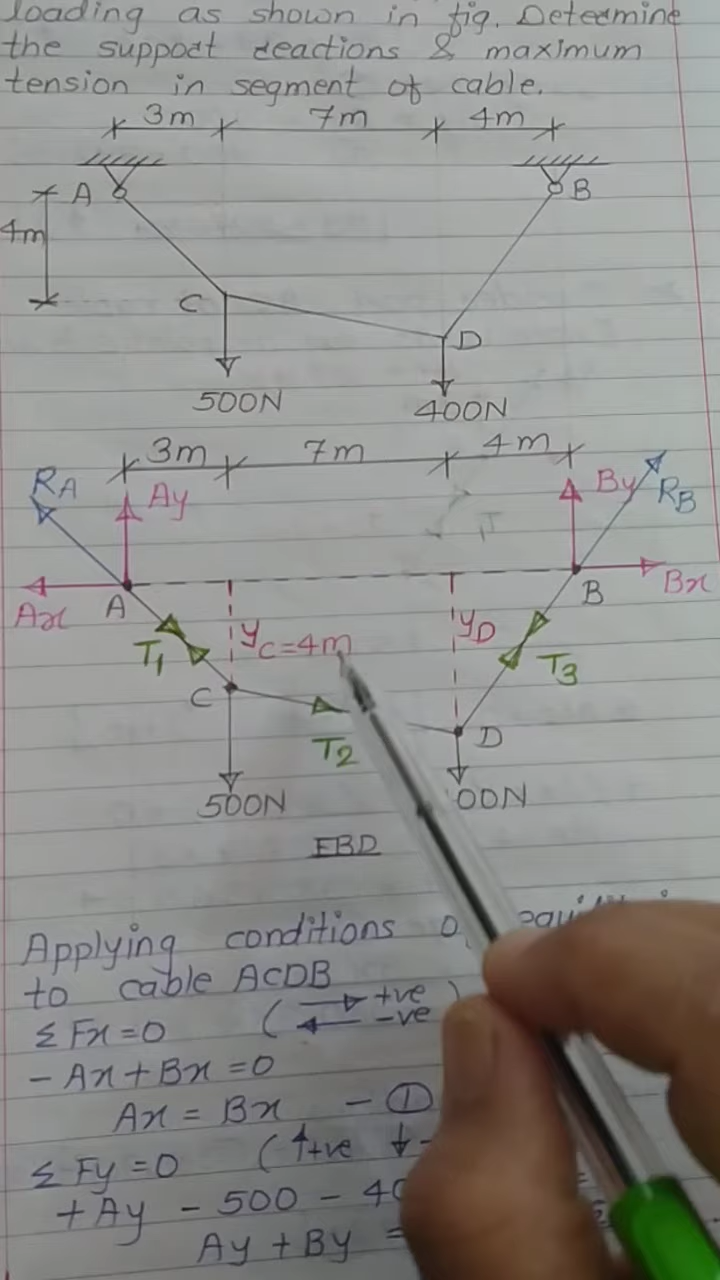 loading as shown in fig. Determine
the support reactions & maximum
tension in segment of cable.
3m 7m 4m
A B
4m
C
D
500N 400N
3m 7m 4m
RA Ay By RB
Ax A B Bx
T1 yC=4m yD T3
C D
T2
500N 00N
FBD
Applying conditions
to cable ACDB
ΣFx=0 (→ +ve
← -ve)
-Ax+Bx=0
Ax = Bx - ①
ΣFy=0 (↑+ve ↓-
+Ay - 500 - 4
Ay + By =